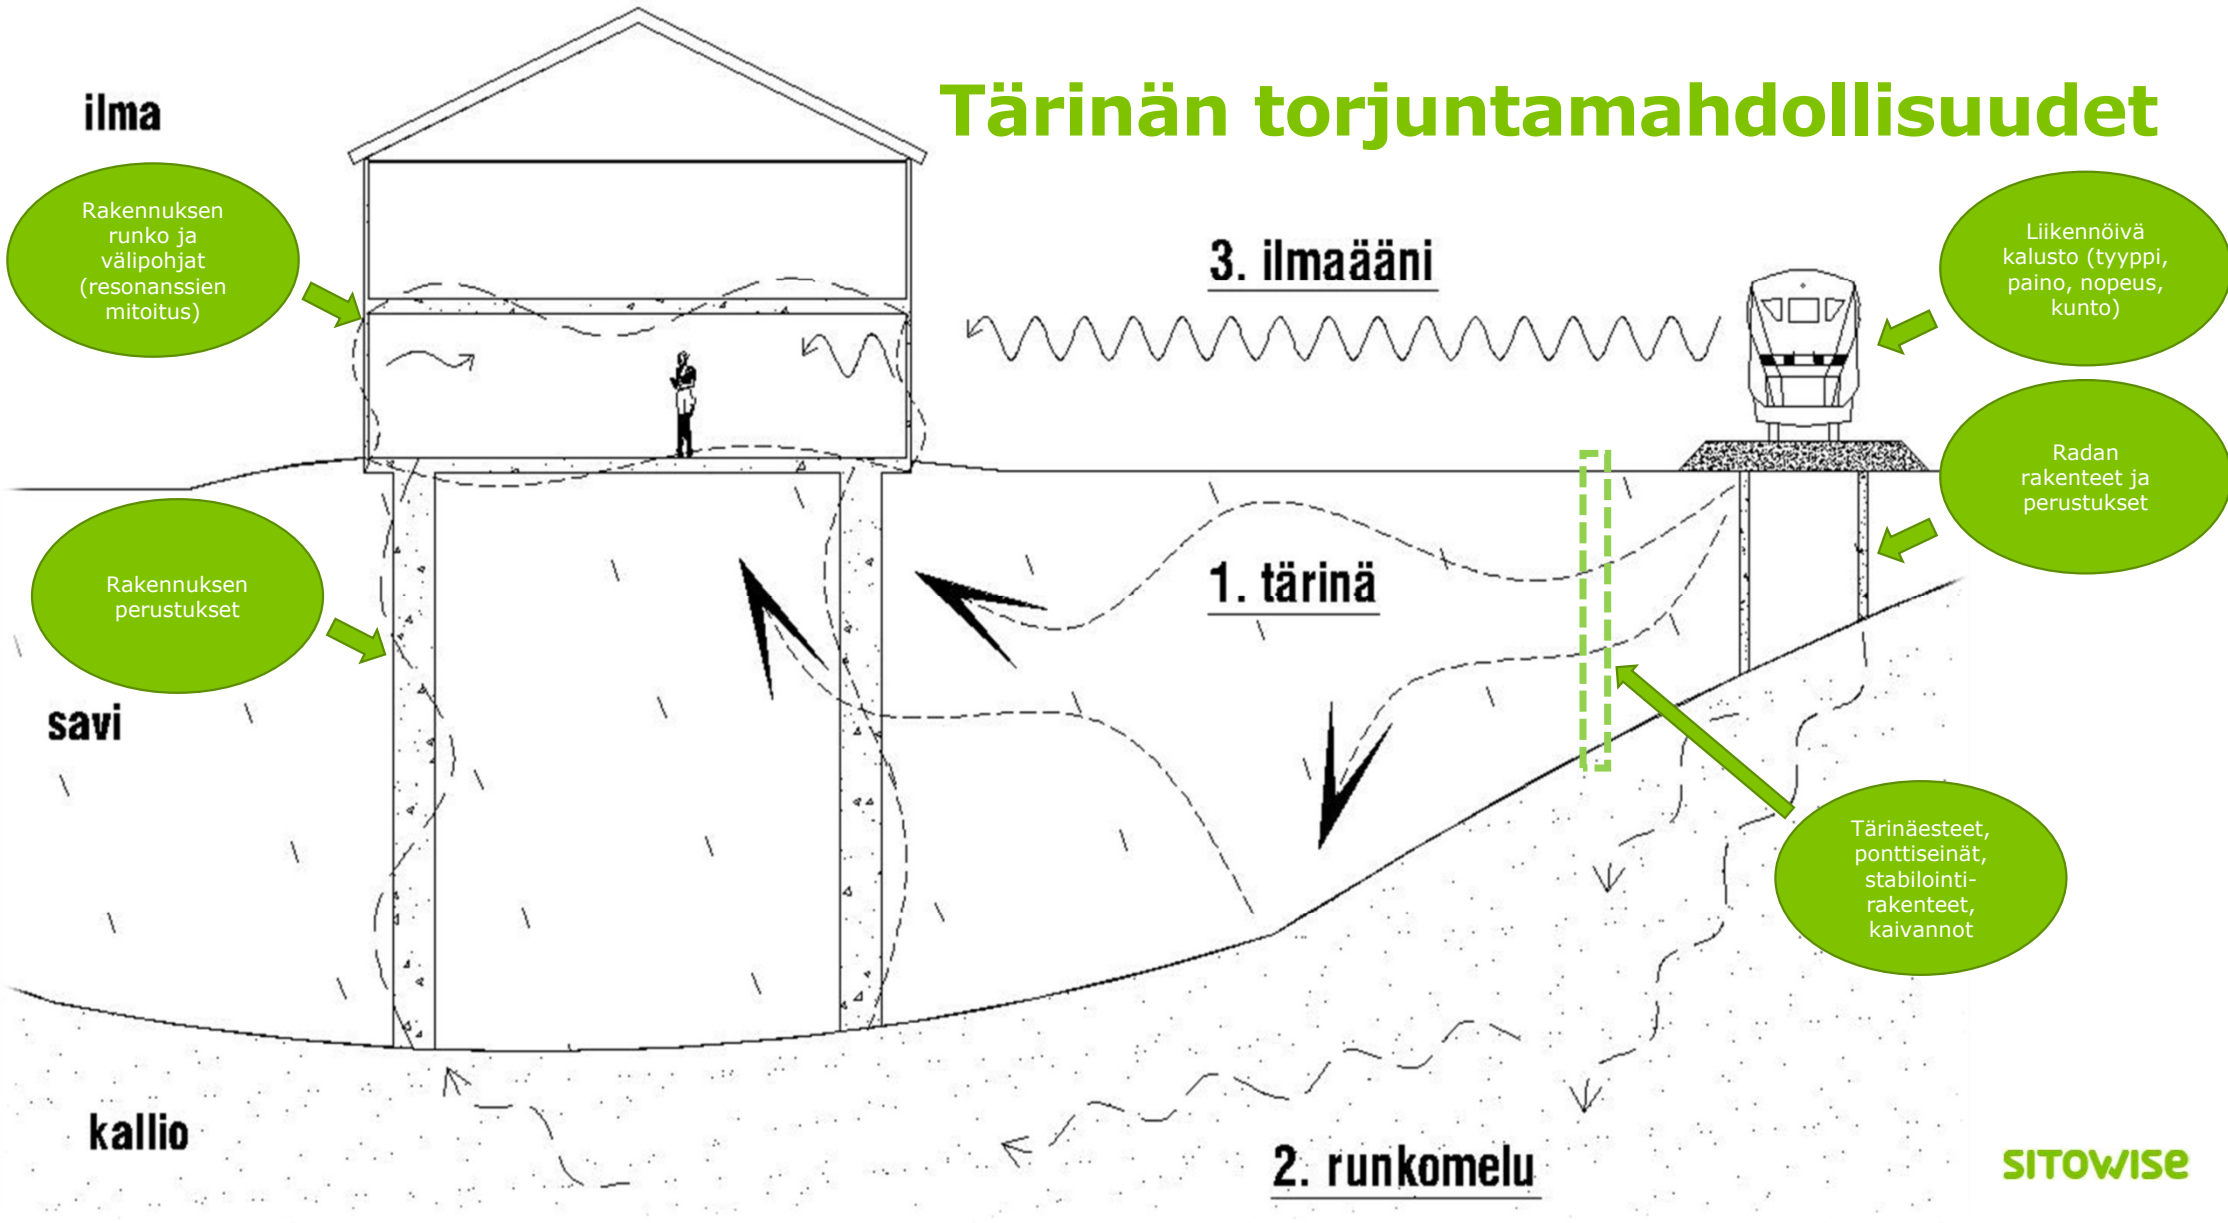 Tärinän torjuntamahdollisuudet
ilma
Rakennuksen
runko ja
välipohjat
(resonanssien
mitoitus)
3. ilmaääni
Liikennöivä
kalusto (tyyppi,
paino, nopeus,
kunto)
Radan
rakenteet ja
perustukset
Rakennuksen
perustukset
1. tärinä
savi
Tärinäesteet,
ponttiseinät,
stabilointi-
rakenteet,
kaivannot
kallio
2. runkomelu
SITOWISE